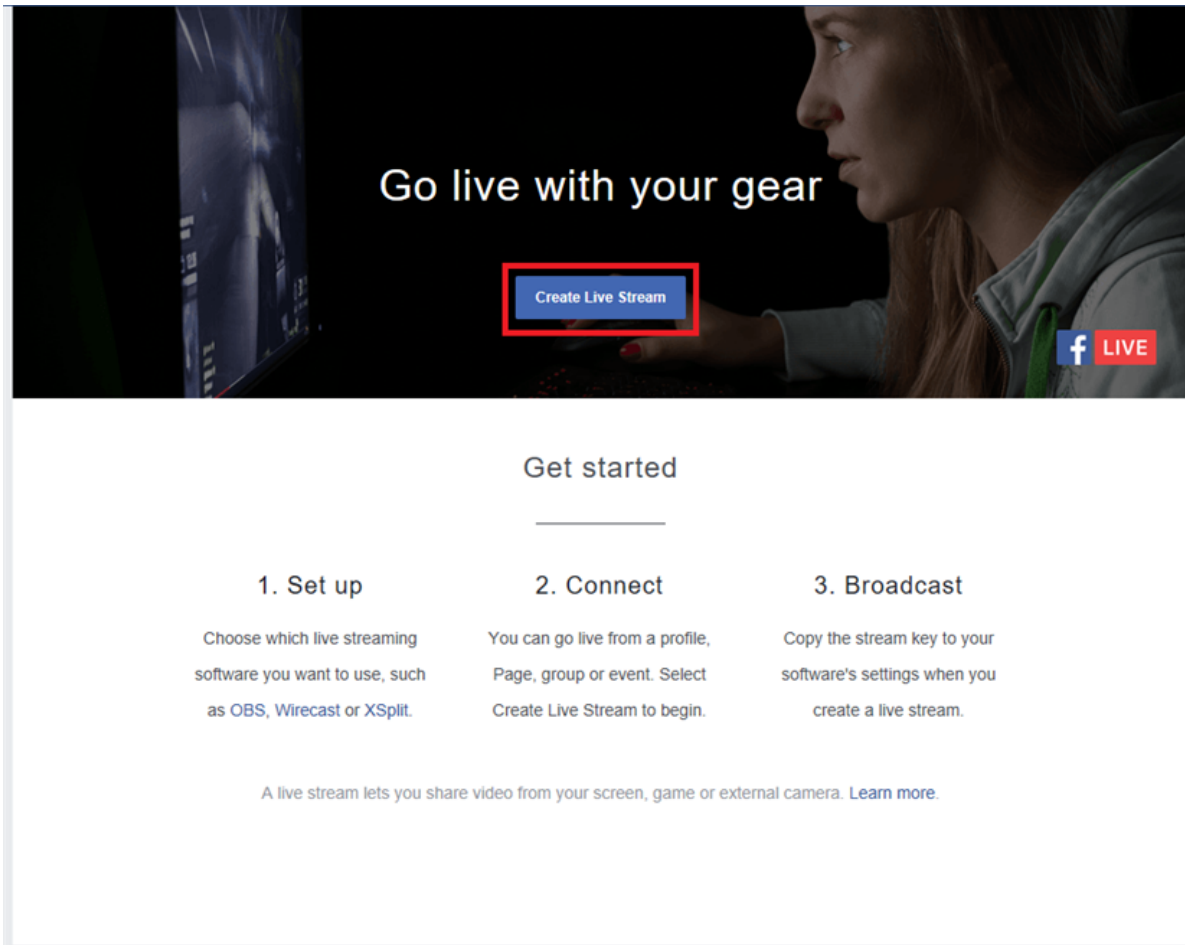 Go live with your gear
Create Live Stream
f LIVE
Get started
1. Set up
Choose which live streaming
software you want to use, such
as OBS, Wirecast or XSplit.
2. Connect
You can go live from a profile,
Page, group or event. Select
Create Live Stream to begin.
3. Broadcast
Copy the stream key to your
software's settings when you
create a live stream.
A live stream lets you share video from your screen, game or external camera. Learn more.